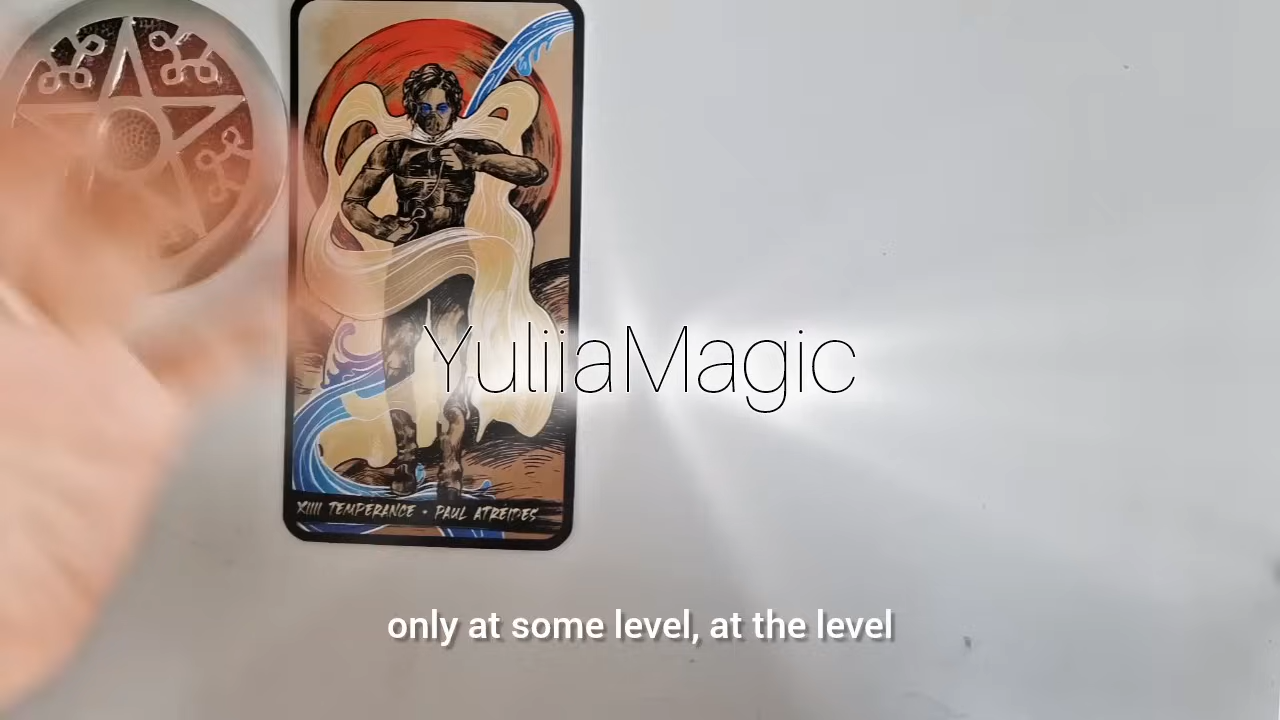 XIIII TEMPERANCE - PAUL ATREIDES
YuliiaMagic
only at some level, at the level